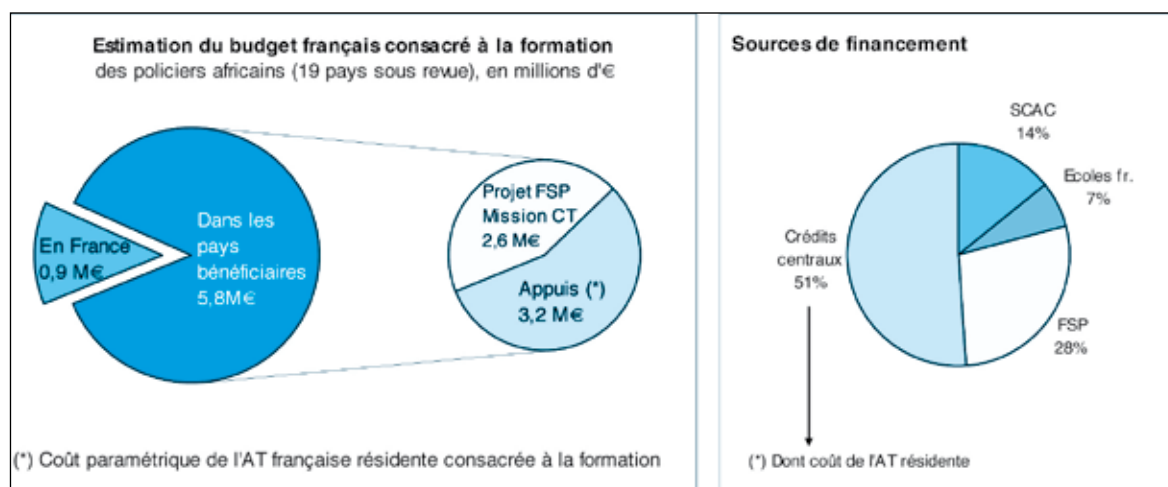 Estimation du budget français consacré à la formation
des policiers africains (19 pays sous revue), en millions d'€
En France
0,9 M€
Dans les
pays
bénéficiaires
5,8M€
Projet FSP
Mission CT
2,6 M€
Appuis (*)
3,2 M€
(*) Coût paramétrique de l'AT française résidente consacrée à la formation
Sources de financement
SCAC
14%
Ecoles fr.
7%
Crédits
centraux
51%
FSP
28%
(*) Dont coût de l'AT résidente